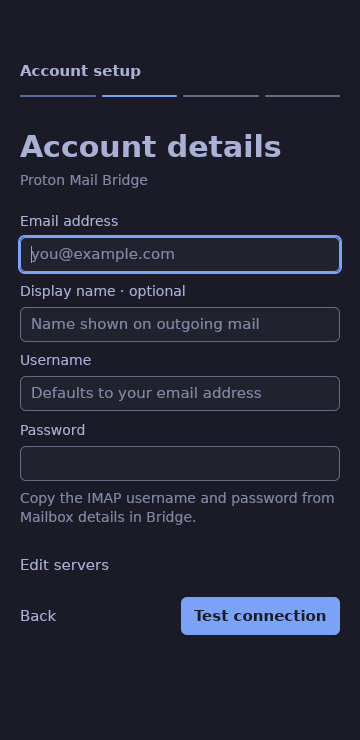 Account setup
Account details
Proton Mail Bridge
Email address
you@example.com
Display name · optional
Name shown on outgoing mail
Username
Defaults to your email address
Password
Copy the IMAP username and password from
Mailbox details in Bridge.
Edit servers
Back
Test connection